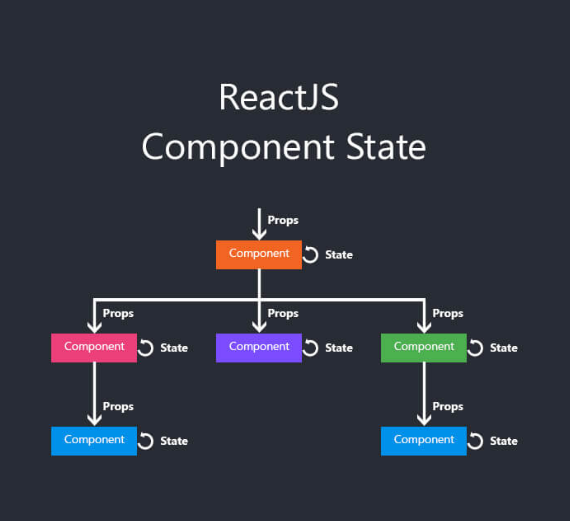 ReactJS
Component State
Props
Component State
Props Props Props
Component State Component State Component State
Props Props
Component State Component State